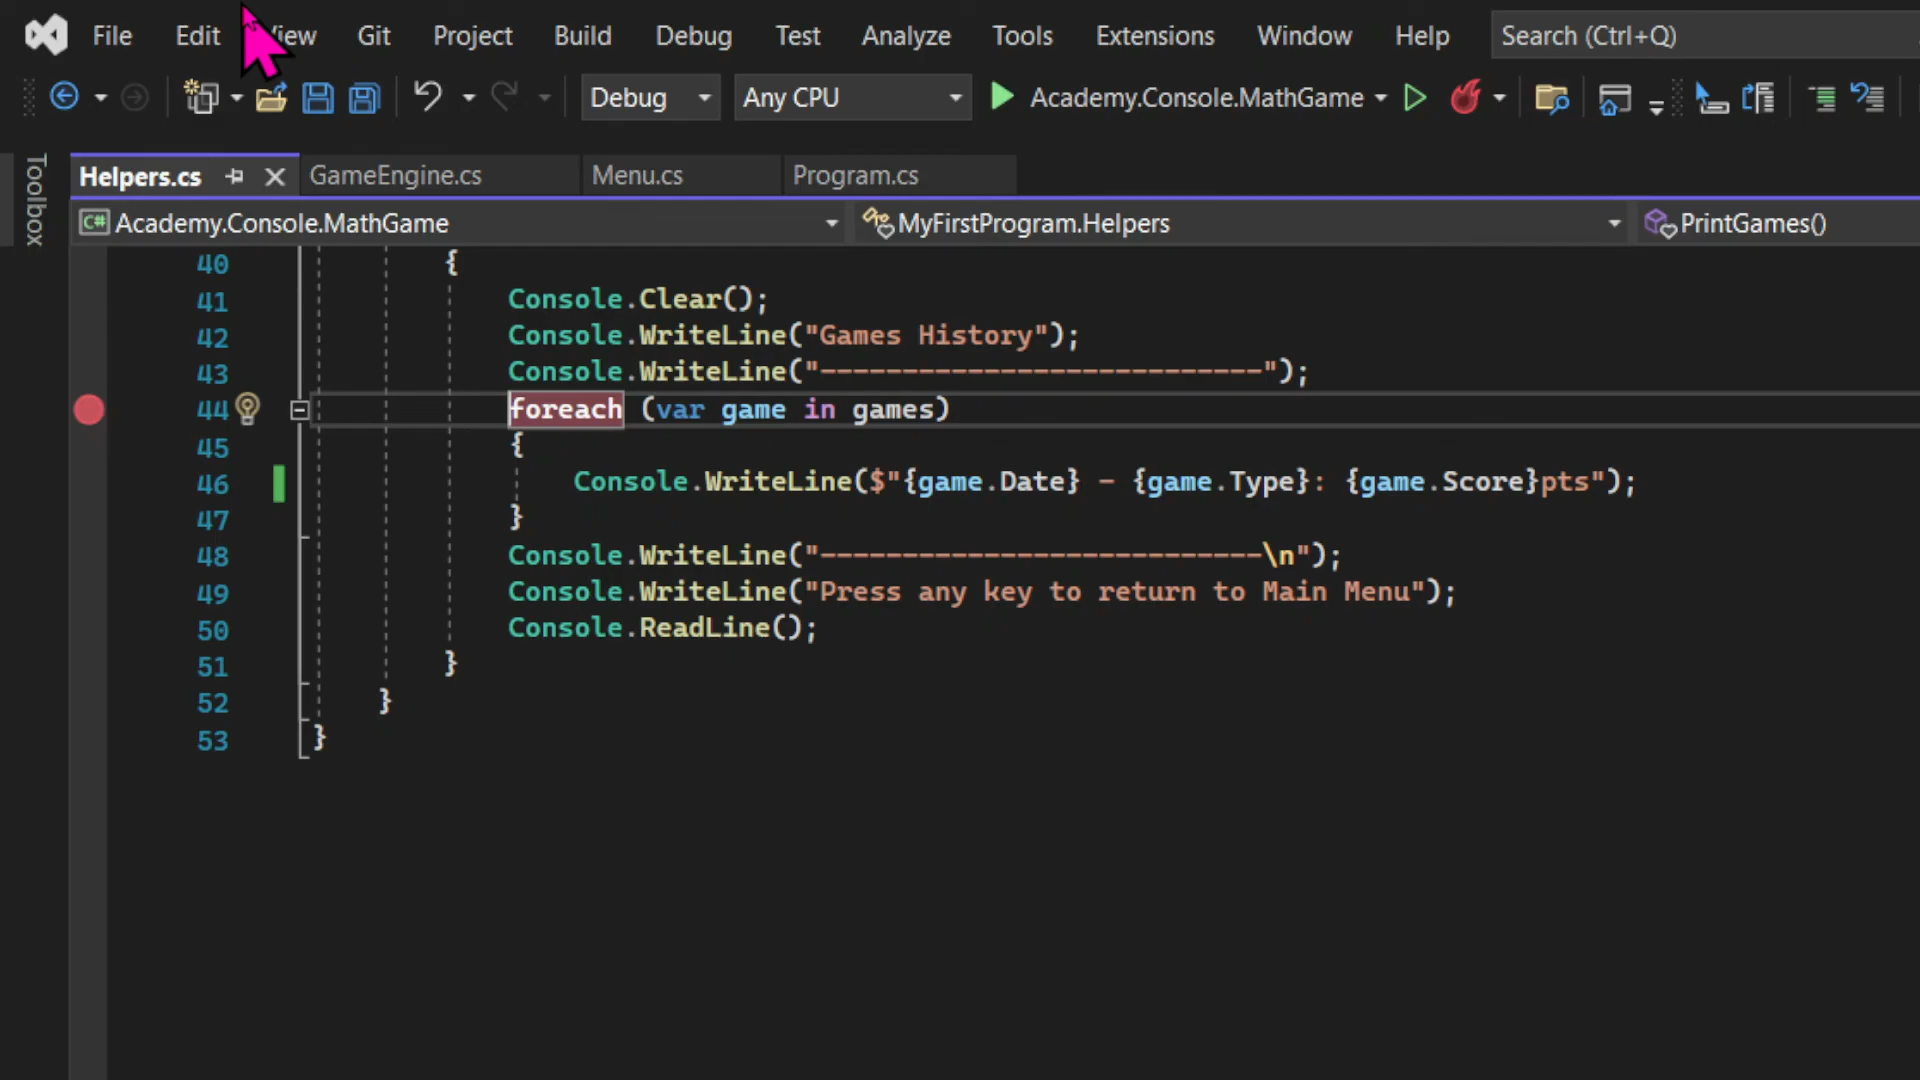 File Edit View Git Project Build Debug Test Analyze Tools Extensions Window Help Search (Ctrl+Q)
Debug Any CPU Academy.Console.MathGame
Toolbox
Helpers.cs GameEngine.cs Menu.cs Program.cs
C# Academy.Console.MathGame MyFirstProgram.Helpers PrintGames()
40 {
41 Console.Clear();
42 Console.WriteLine("Games History");
43 Console.WriteLine("---------------------------");
44 foreach (var game in games)
45 {
46 Console.WriteLine($"{game.Date} - {game.Type}: {game.Score}pts");
47 }
48 Console.WriteLine("---------------------------\n");
49 Console.WriteLine("Press any key to return to Main Menu");
50 Console.ReadLine();
51 }
52 }
53 }